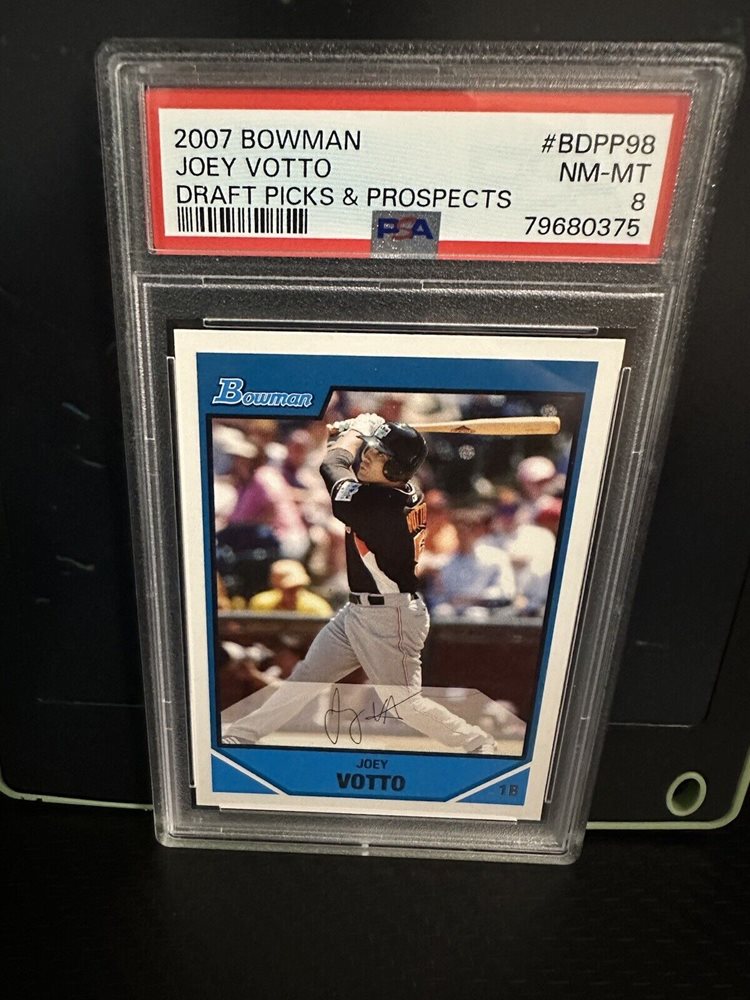 2007 BOWMAN #BDPP98
JOEY VOTTO NM-MT
DRAFT PICKS & PROSPECTS 8
PSA 79680375
Bowman
JOEY
VOTTO
1B